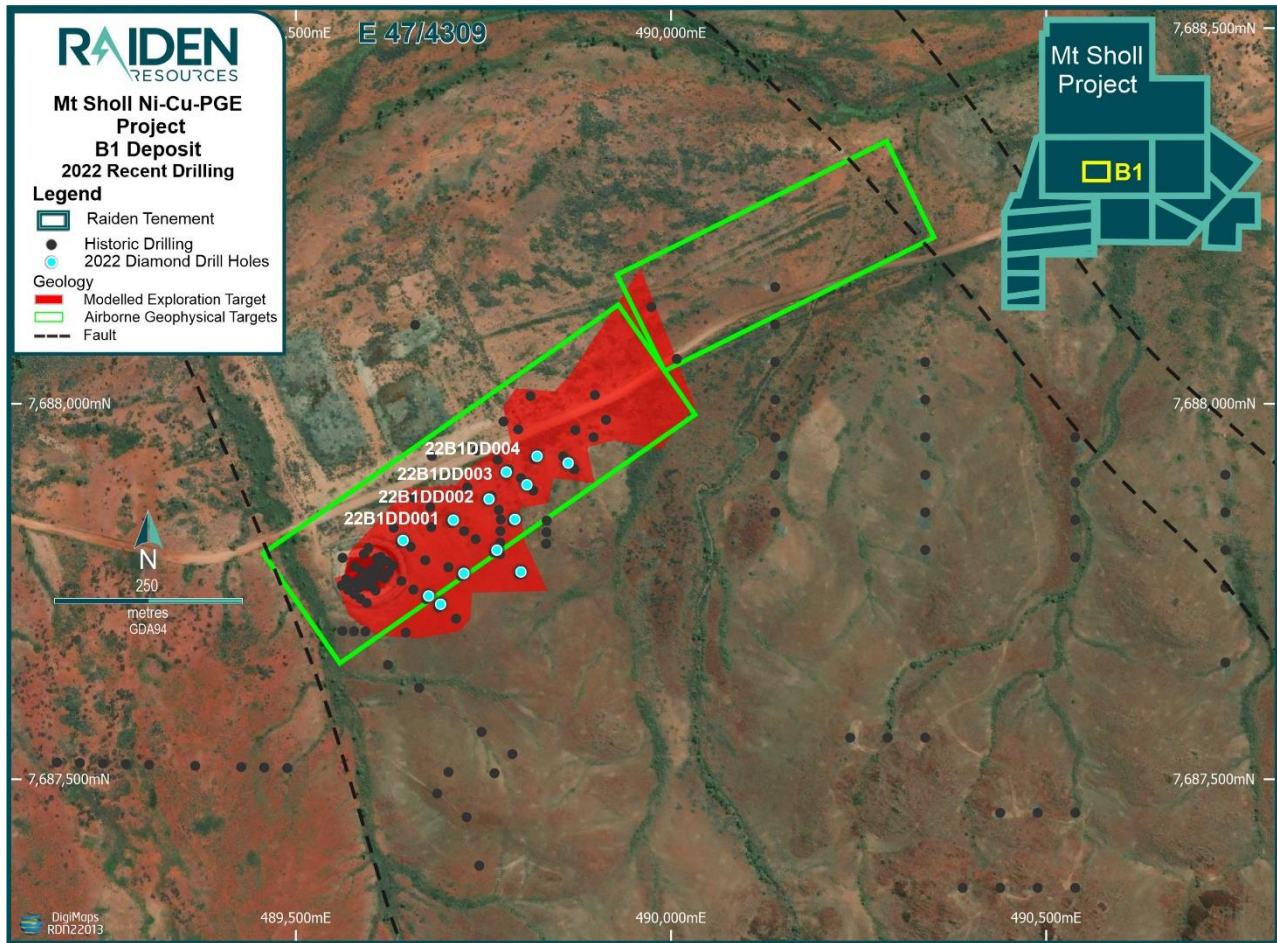 RAIDEN
RESOURCES
Mt Sholl Ni-Cu-PGE
Project
B1 Deposit
2022 Recent Drilling
Legend
Raiden Tenement
Historic Drilling
2022 Diamond Drill Holes
Geology
Modelled Exploration Target
Airborne Geophysical Targets
Fault
,500mE
E 47/4309
490,000mE
7,688,500mN
Mt Sholl
Project
B1
7,688,000mN
7,688,000mN
22B1DD004
22B1DD003
22B1DD002
22B1DD001
N
250
metres
GDA94
7,687,500mN
7,687,500mN
489,500mE
490,000mE
490,500mE
DigiMaps
RDN22013